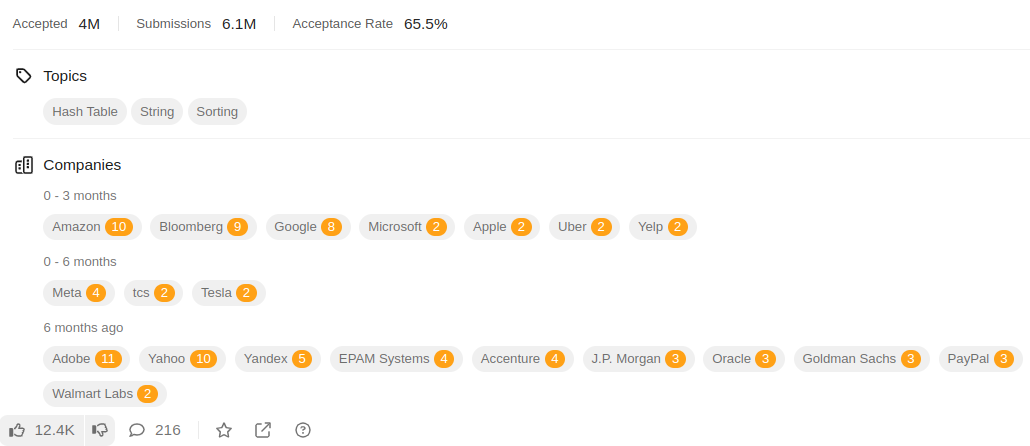 Accepted 4M Submissions 6.1M Acceptance Rate 65.5%
Topics
Hash Table String Sorting
Companies
0 - 3 months
Amazon 10 Bloomberg 9 Google 8 Microsoft 2 Apple 2 Uber 2 Yelp 2
0 - 6 months
Meta 4 tcs 2 Tesla 2
6 months ago
Adobe 11 Yahoo 10 Yandex 5 EPAM Systems 4 Accenture 4 J.P. Morgan 3 Oracle 3 Goldman Sachs 3 PayPal 3
Walmart Labs 2
12.4K 216